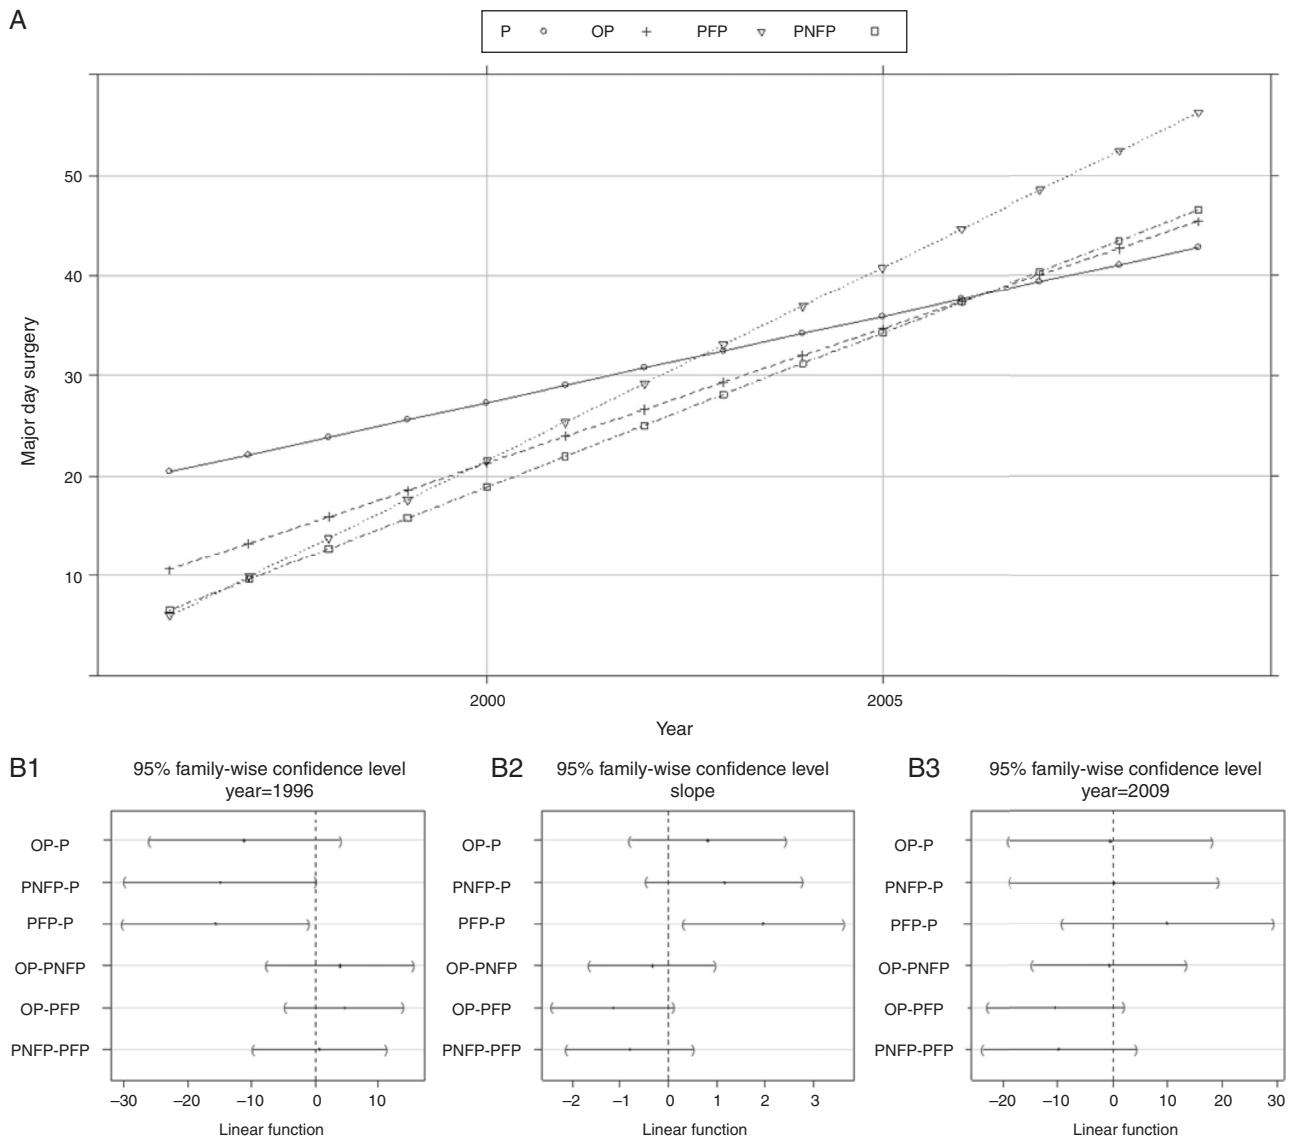 A
P OP PFP PNFP
50
40
30
20
10
Major day surgery
2000 2005
Year
B1
95% family-wise confidence level
year=1996
OP-P
PNFP-P
PFP-P
OP-PNFP
OP-PFP
PNFP-PFP
–30 –20 –10 0 10
Linear function
B2
95% family-wise confidence level
slope
OP-P
PNFP-P
PFP-P
OP-PNFP
OP-PFP
PNFP-PFP
–2 –1 0 1 2 3
Linear function
B3
95% family-wise confidence level
year=2009
OP-P
PNFP-P
PFP-P
OP-PNFP
OP-PFP
PNFP-PFP
–20 –10 0 10 20 30
Linear function